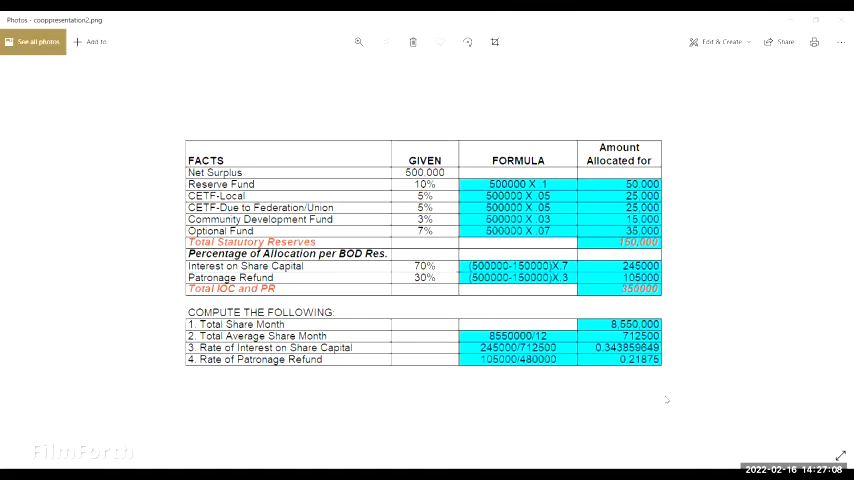 Photos - cooppresentation2.png
See all photos + Add to Edit & Create Share
Amount
FACTS GIVEN FORMULA Allocated for
Net Surplus 500,000
Reserve Fund 10% 500000 X .1 50,000
CETF-Local 5% 500000 X .05 25,000
CETF-Due to Federation/Union 5% 500000 X .05 25,000
Community Development Fund 3% 500000 X .03 15,000
Optional Fund 7% 500000 X .07 35,000
Total Statutory Reserves 150,000
Percentage of Allocation per BOD Res.
Interest on Share Capital 70% (500000-150000)X.7 245000
Patronage Refund 30% (500000-150000)X.3 105000
Total IOC and PR 350000
COMPUTE THE FOLLOWING:
1. Total Share Month 8,550,000
2. Total Average Share Month 8550000/12 712500
3. Rate of Interest on Share Capital 245000/712500 0.343859649
4. Rate of Patronage Refund 105000/480000 0.21875
FilmForth
2022-02-16 14:27:08